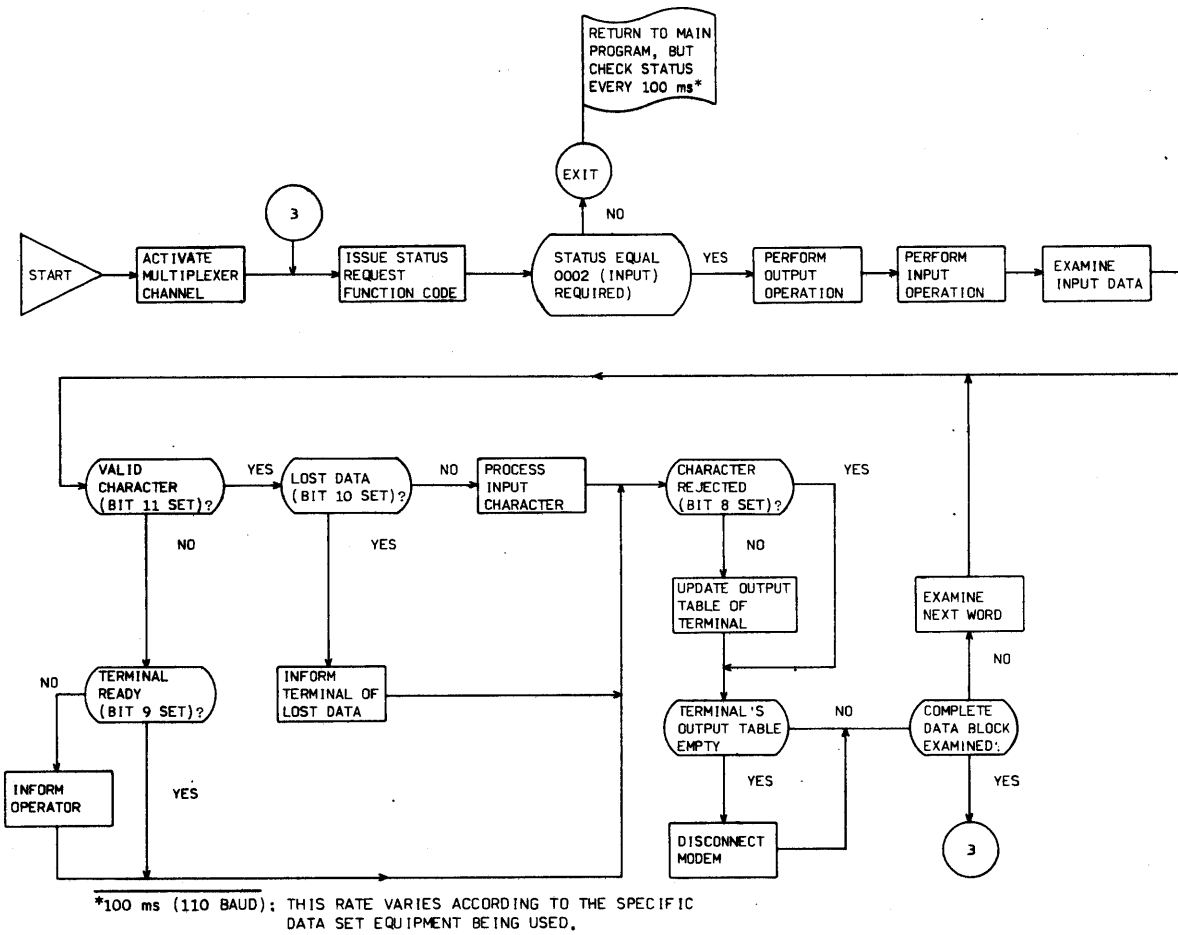 RETURN TO MAIN
PROGRAM, BUT
CHECK STATUS
EVERY 100 ms*
EXIT
NO
3
START
ACTIVATE
MULTIPLEXER
CHANNEL
ISSUE STATUS
REQUEST
FUNCTION CODE
STATUS EQUAL
0002 (INPUT)
REQUIRED)
YES
PERFORM
OUTPUT
OPERATION
PERFORM
INPUT
OPERATION
EXAMINE
INPUT DATA
VALID
CHARACTER
(BIT 11 SET)?
YES
LOST DATA
(BIT 10 SET)?
NO
PROCESS
INPUT
CHARACTER
CHARACTER
REJECTED
(BIT 8 SET)?
YES
NO
YES
NO
UPDATE OUTPUT
TABLE OF
TERMINAL
EXAMINE
NEXT WORD
NO
TERMINAL
READY
(BIT 9 SET)?
NO
INFORM
TERMINAL OF
LOST DATA
TERMINAL'S
OUTPUT TABLE
EMPTY
NO
COMPLETE
DATA BLOCK
EXAMINED?
INFORM
OPERATOR
YES
YES
YES
DISCONNECT
MODEM
3
*100 ms (110 BAUD); THIS RATE VARIES ACCORDING TO THE SPECIFIC
DATA SET EQUIPMENT BEING USED.